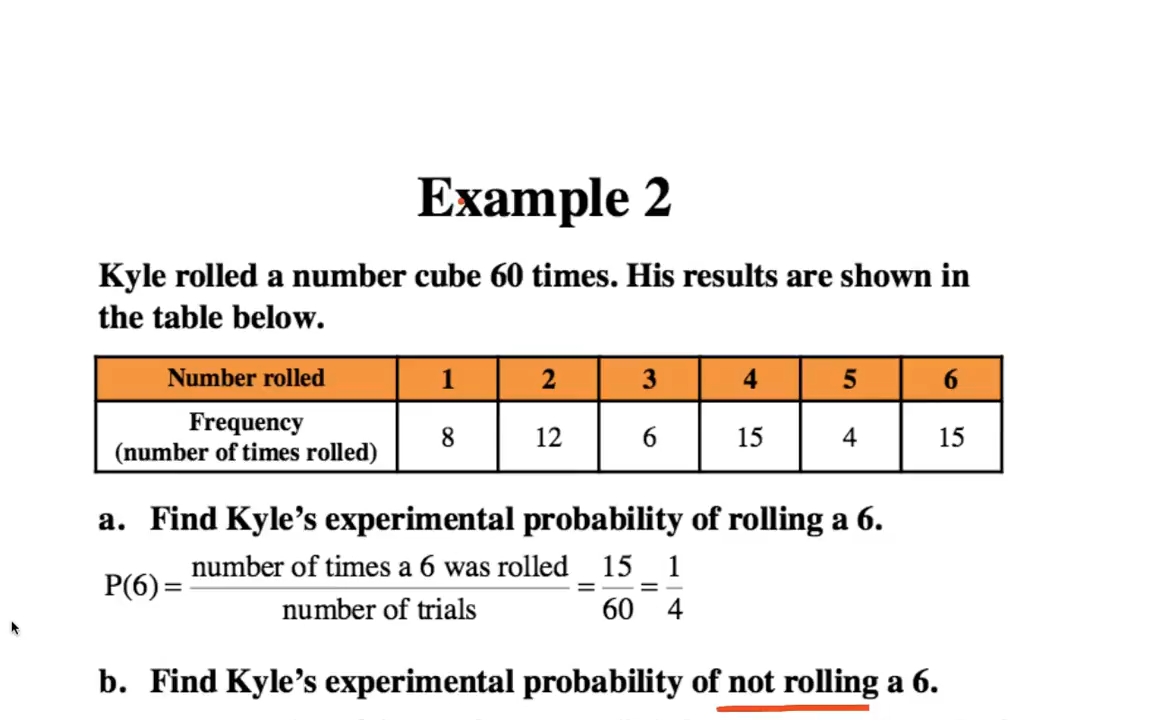 Example 2
Kyle rolled a number cube 60 times. His results are shown in
the table below.
Number rolled 1 2 3 4 5 6
Frequency
(number of times rolled) 8 12 6 15 4 15
a. Find Kyle’s experimental probability of rolling a 6.
P(6) = number of times a 6 was rolled / number of trials = 15/60 = 1/4
b. Find Kyle’s experimental probability of not rolling a 6.